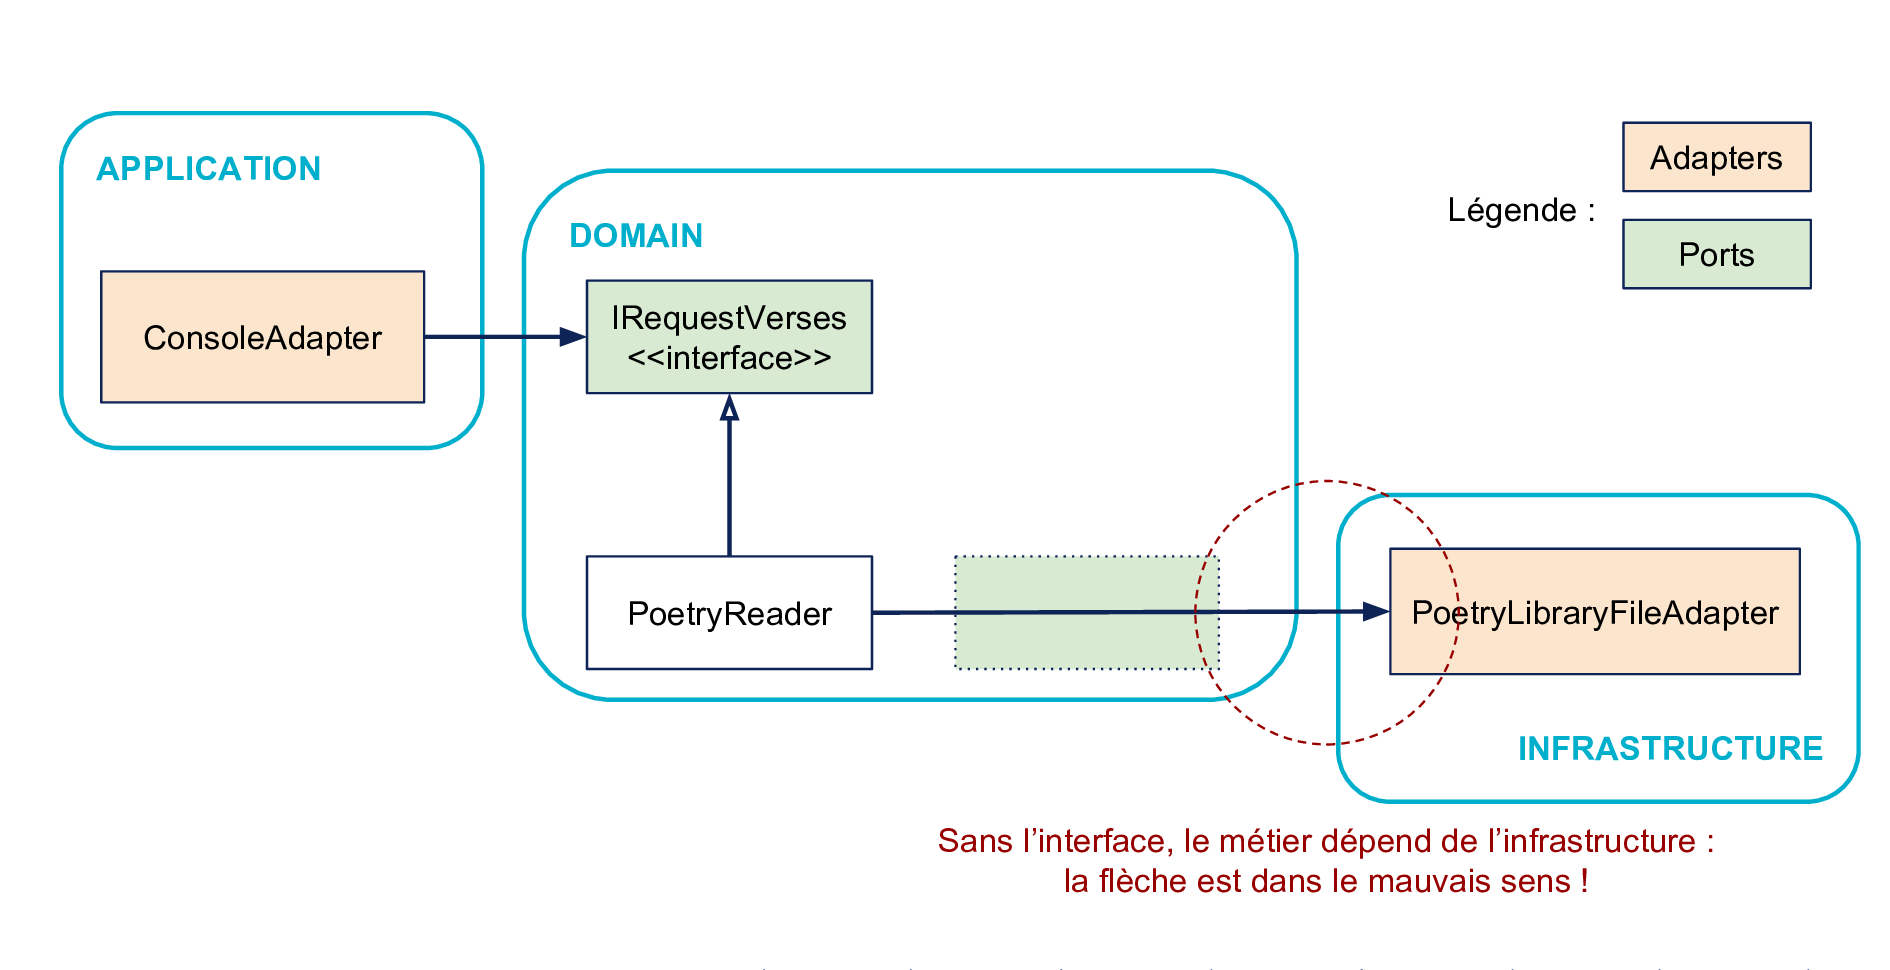 APPLICATION
ConsoleAdapter
DOMAIN
IRequestVerses
<<interface>>
PoetryReader
Légende :
Adapters
Ports
PoetryLibraryFileAdapter
INFRASTRUCTURE
Sans l’interface, le métier dépend de l’infrastructure :
la flèche est dans le mauvais sens !